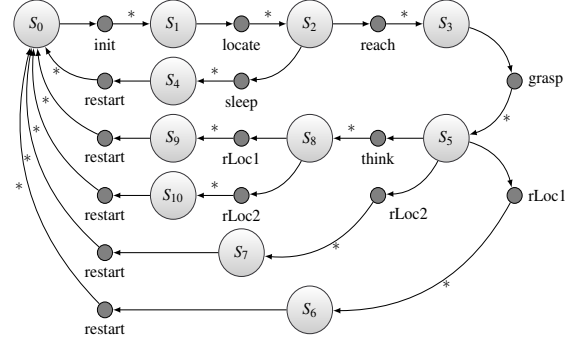 S0 * S1 * S2 * S3
init locate reach
* S4 * grasp
restart sleep
* S9 * S8 * S5 *
restart rLoc1 think
* S10 * rLoc1
restart rLoc2 rLoc2
* S7 *
restart
* S6 *
restart